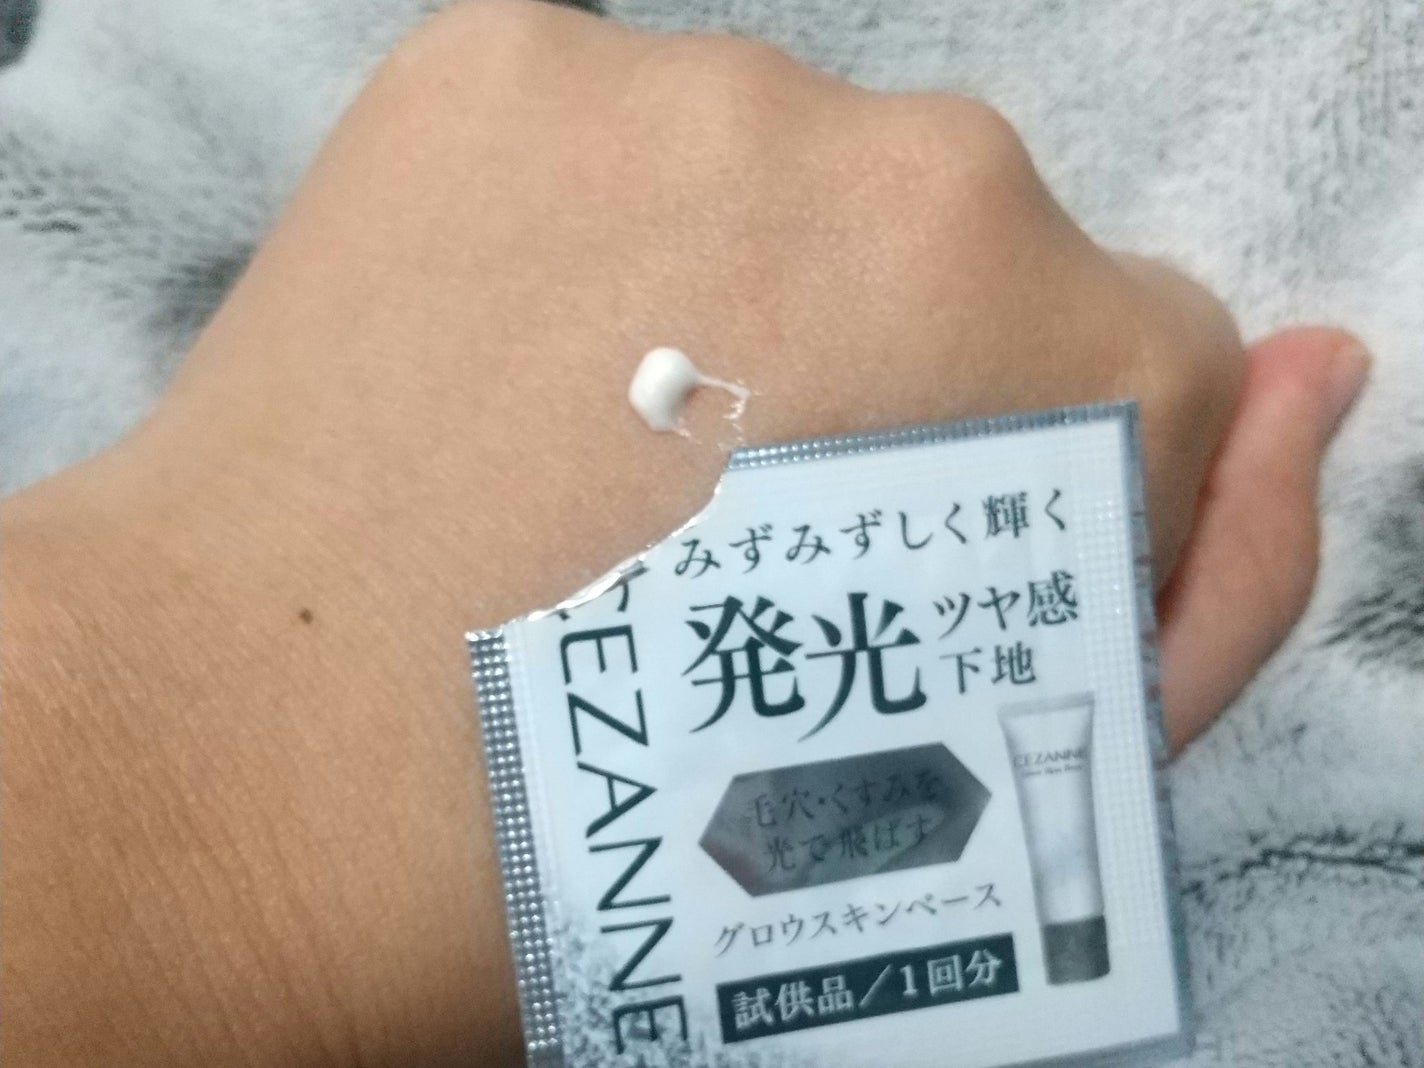 みずみずしく輝く
発光ツヤ感
下地
CEZANNE
毛穴・くすみを
光で飛ばす
グロウスキンベース
試供品／1回分
CEZANNE